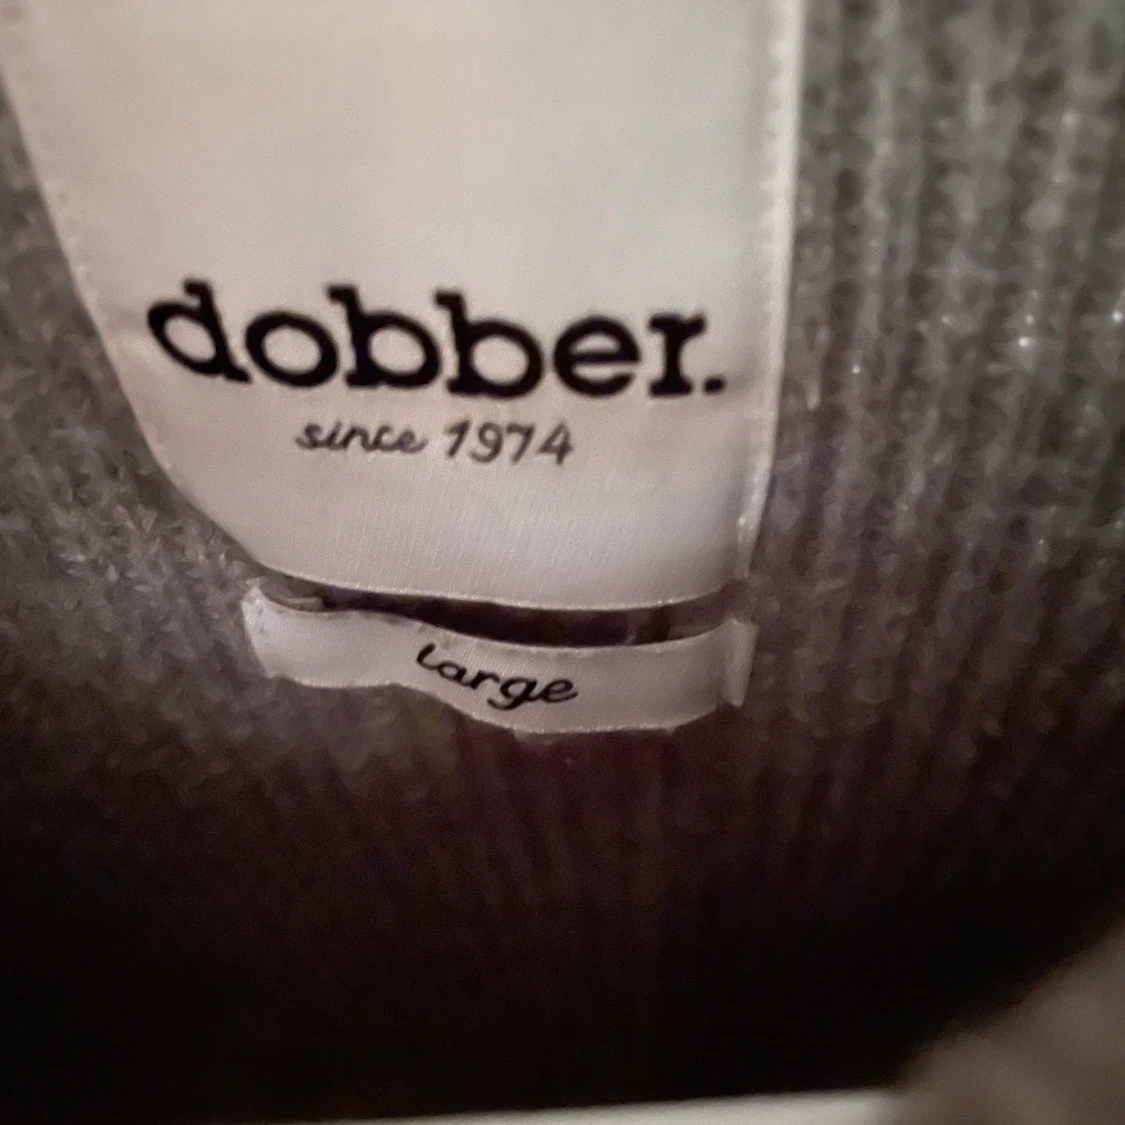 dobber.
since 1974
large